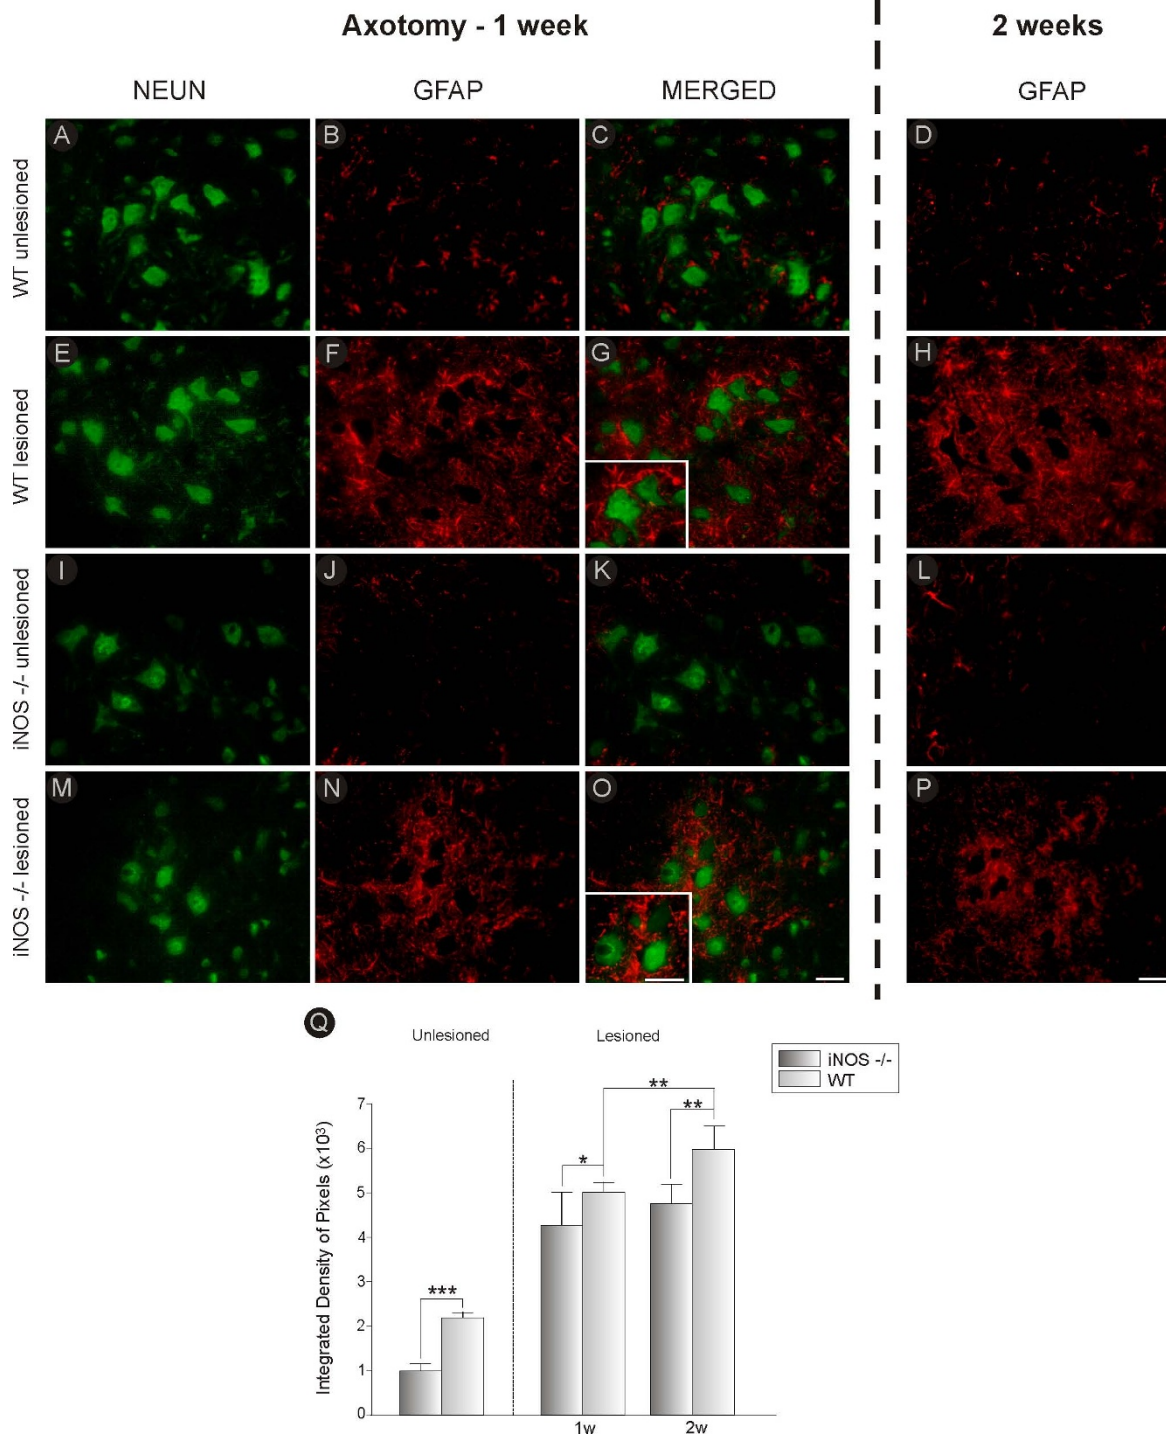 Axotomy - 1 week
2 weeks
NEUN
GFAP
MERGED
GFAP
WT unlesioned
A
B
C
D
WT lesioned
E
F
G
H
iNOS -/- unlesioned
I
J
K
L
iNOS -/- lesioned
M
N
O
P
Q
Unlesioned
Lesioned
iNOS -/-
WT
Integrated Density of Pixels (x10³)
7
6
5
4
3
2
1
0
***
*
**
**
1w
2w